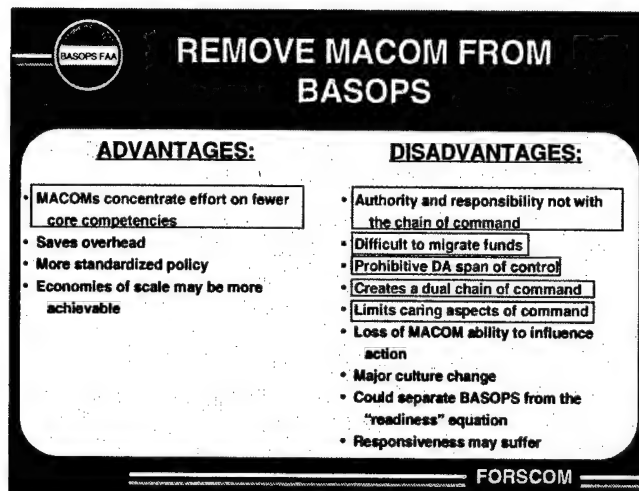 BASOPS FAA
REMOVE MACOM FROM
BASOPS
ADVANTAGES:
• MACOMs concentrate effort on fewer
core competencies
• Saves overhead
• More standardized policy
• Economies of scale may be more
achievable
DISADVANTAGES:
• Authority and responsibility not with
the chain of command
• Difficult to migrate funds
• Prohibitive DA span of control
• Creates a dual chain of command
• Limits caring aspects of command
• Loss of MACOM ability to influence
action
• Major culture change
• Could separate BASOPS from the
"readiness" equation
• Responsiveness may suffer
FORSCOM